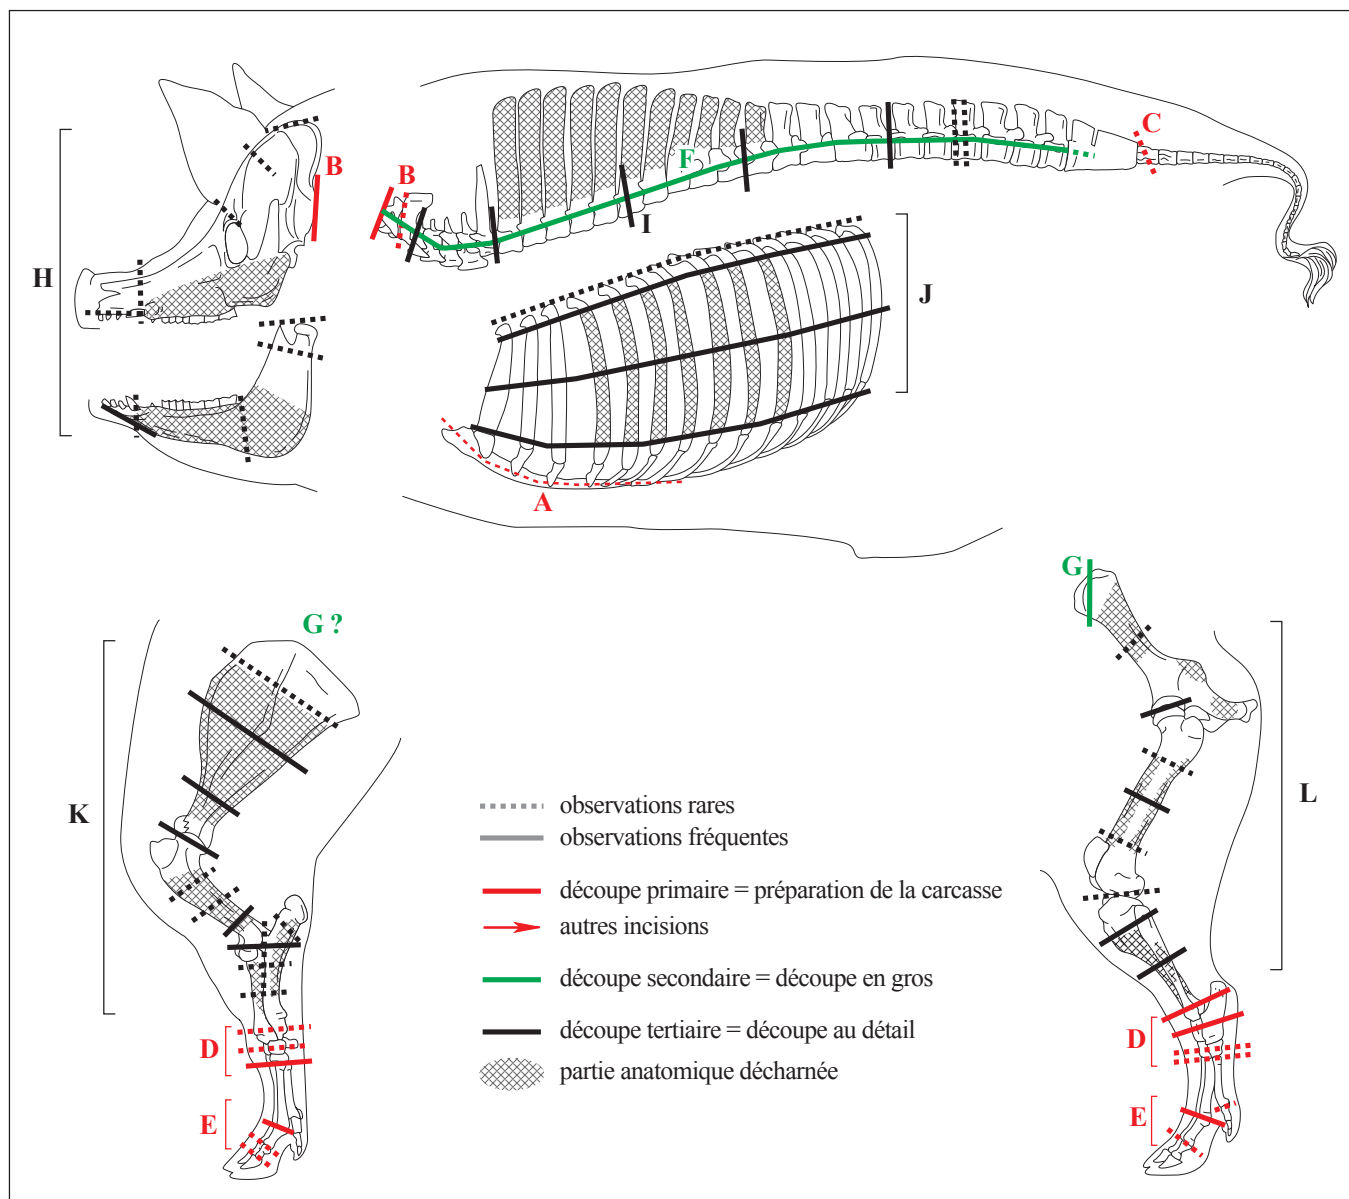 C
B
B
F
I
H
J
A
G
G ?
K
L
observations rares
observations fréquentes
découpe primaire = préparation de la carcasse
autres incisions
découpe secondaire = découpe en gros
découpe tertiaire = découpe au détail
partie anatomique décharnée
D
D
E
E